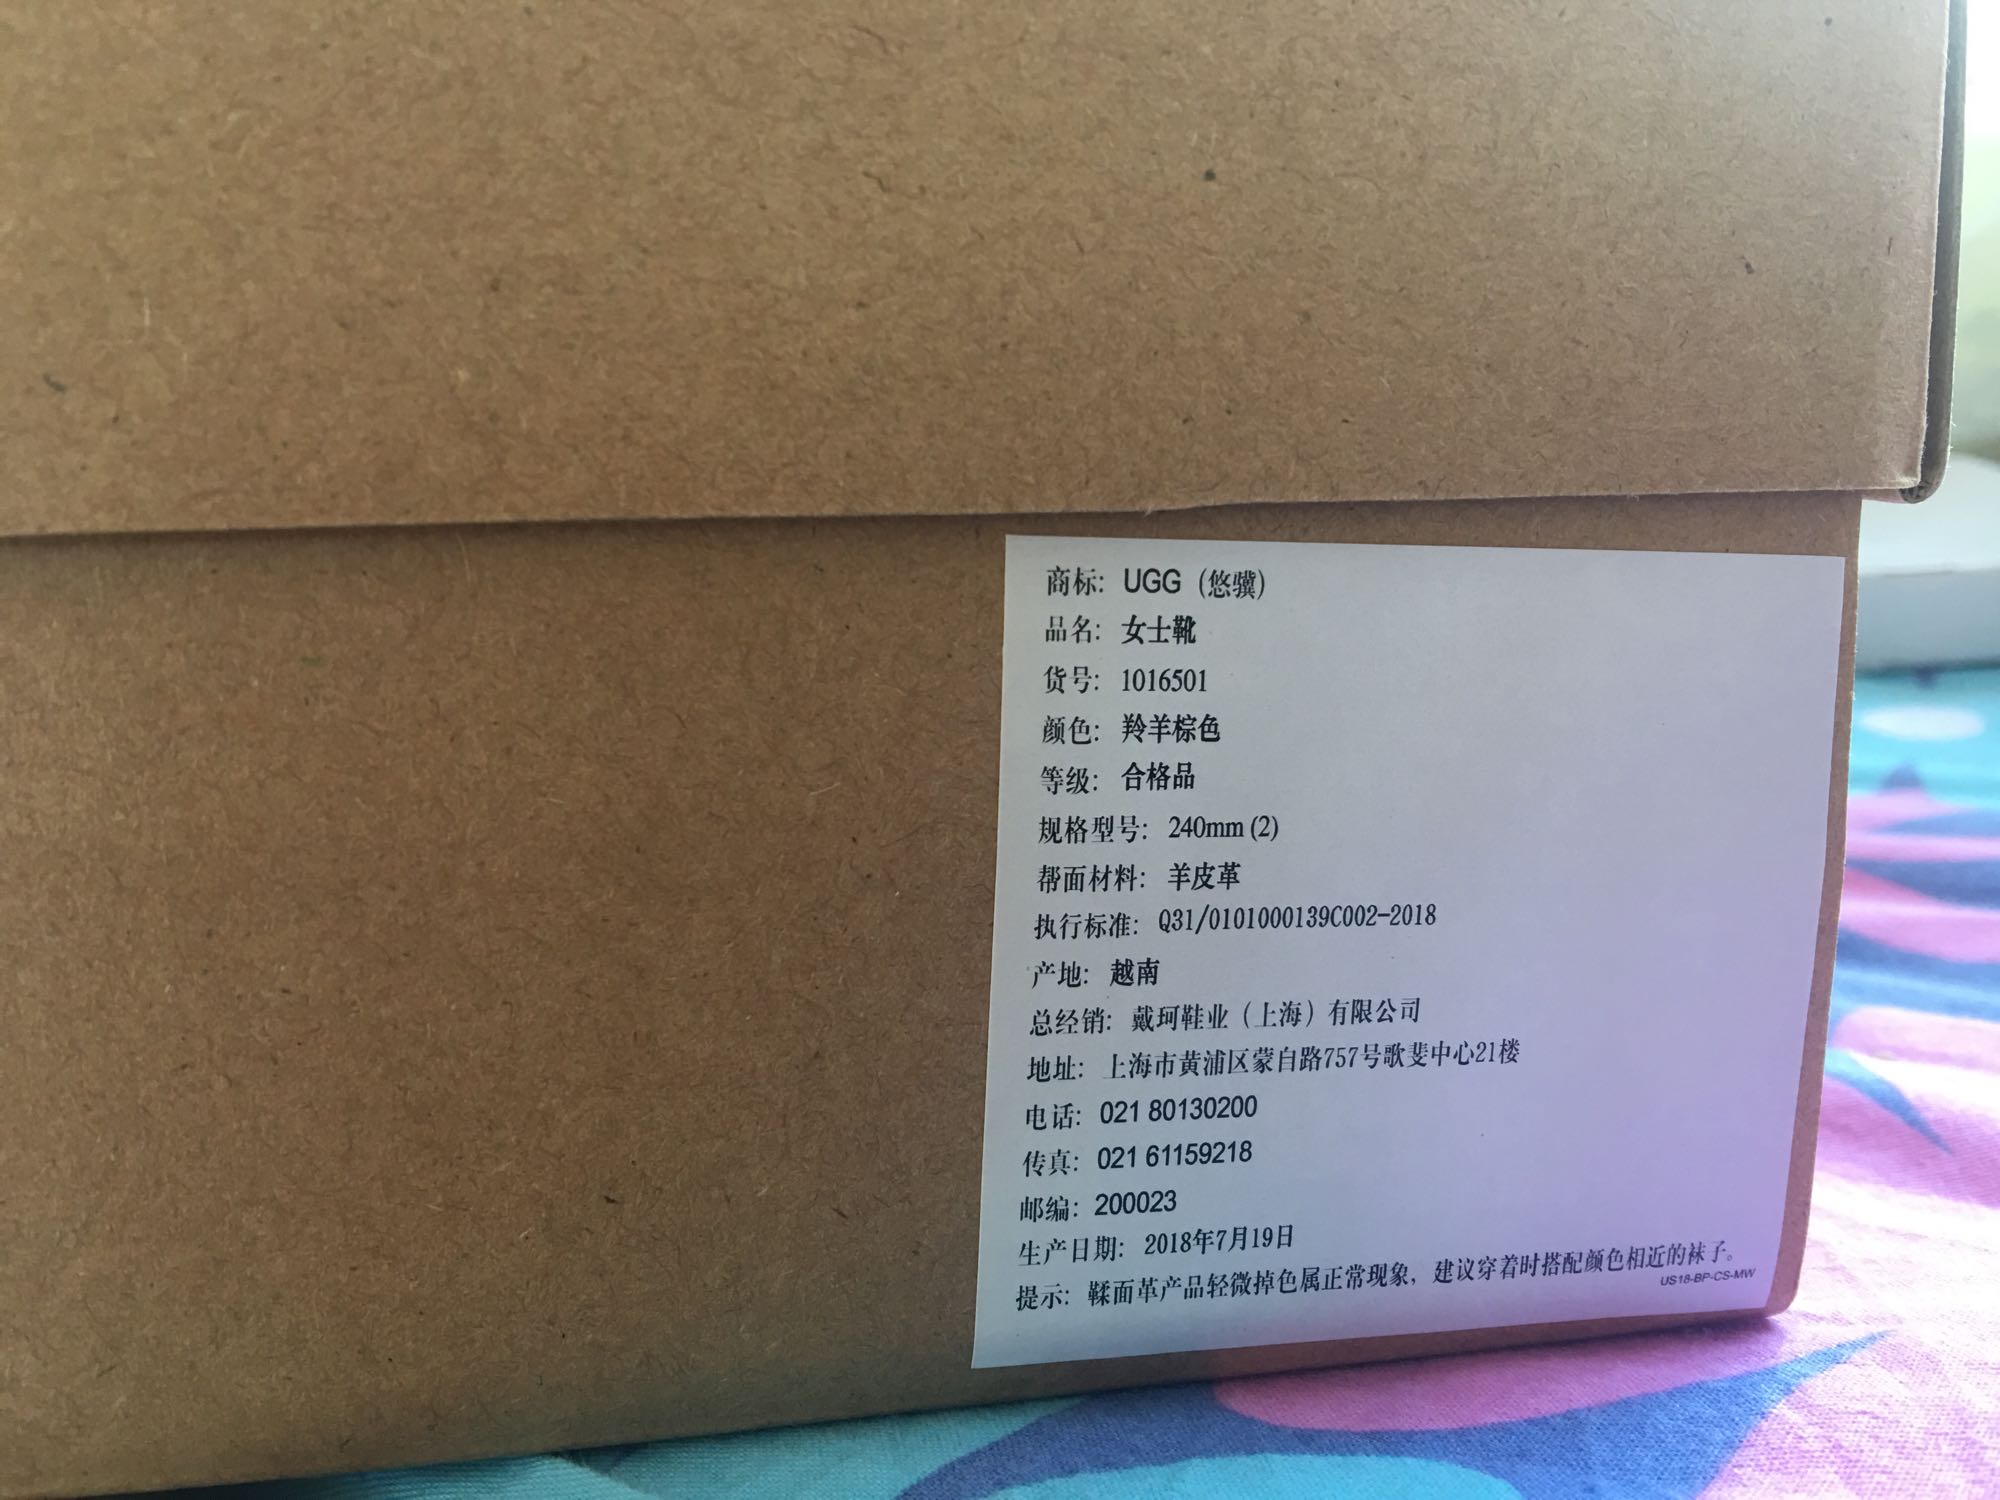 商标: UGG (悠骥)
品名: 女士靴
货号: 1016501
颜色: 羚羊棕色
等级: 合格品
规格型号: 240mm (2)
帮面材料: 羊皮革
执行标准: Q31/0101000139C002-2018
产地: 越南
总经销: 戴珂鞋业（上海）有限公司
地址: 上海市黄浦区蒙自路757号歌斐中心21楼
电话: 021 80130200
传真: 021 61159218
邮编: 200023
生产日期: 2018年7月19日
提示: 鞣面革产品轻微掉色属正常现象，建议穿着时搭配颜色相近的袜子。
US18-BP-CS-MW